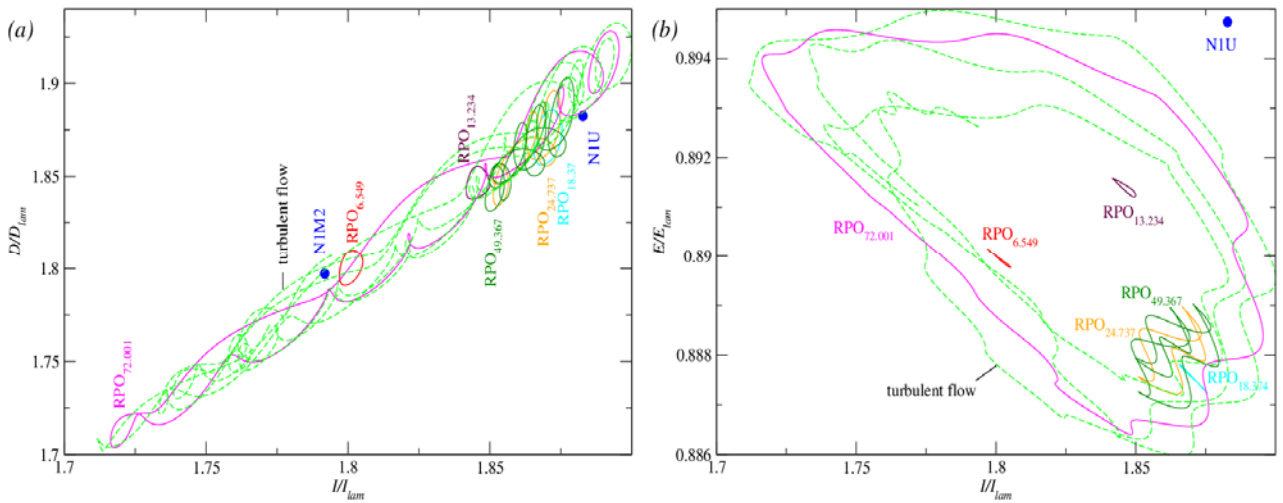 (a)
D/D_lam
1.9
1.85
1.8
1.75
1.7
1.7
1.75
1.8
1.85
I/I_lam
turbulent flow
N1M2
RPO_6.549
RPO_13.234
RPO_49.367
RPO_24.737
RPO_18.37
N1U
RPO_72.001
(b)
E/E_lam
0.894
0.892
0.89
0.888
0.886
1.7
1.75
1.8
1.85
I/I_lam
N1U
RPO_13.234
RPO_72.001
RPO_6.549
RPO_49.367
RPO_24.737
RPO_18.374
turbulent flow